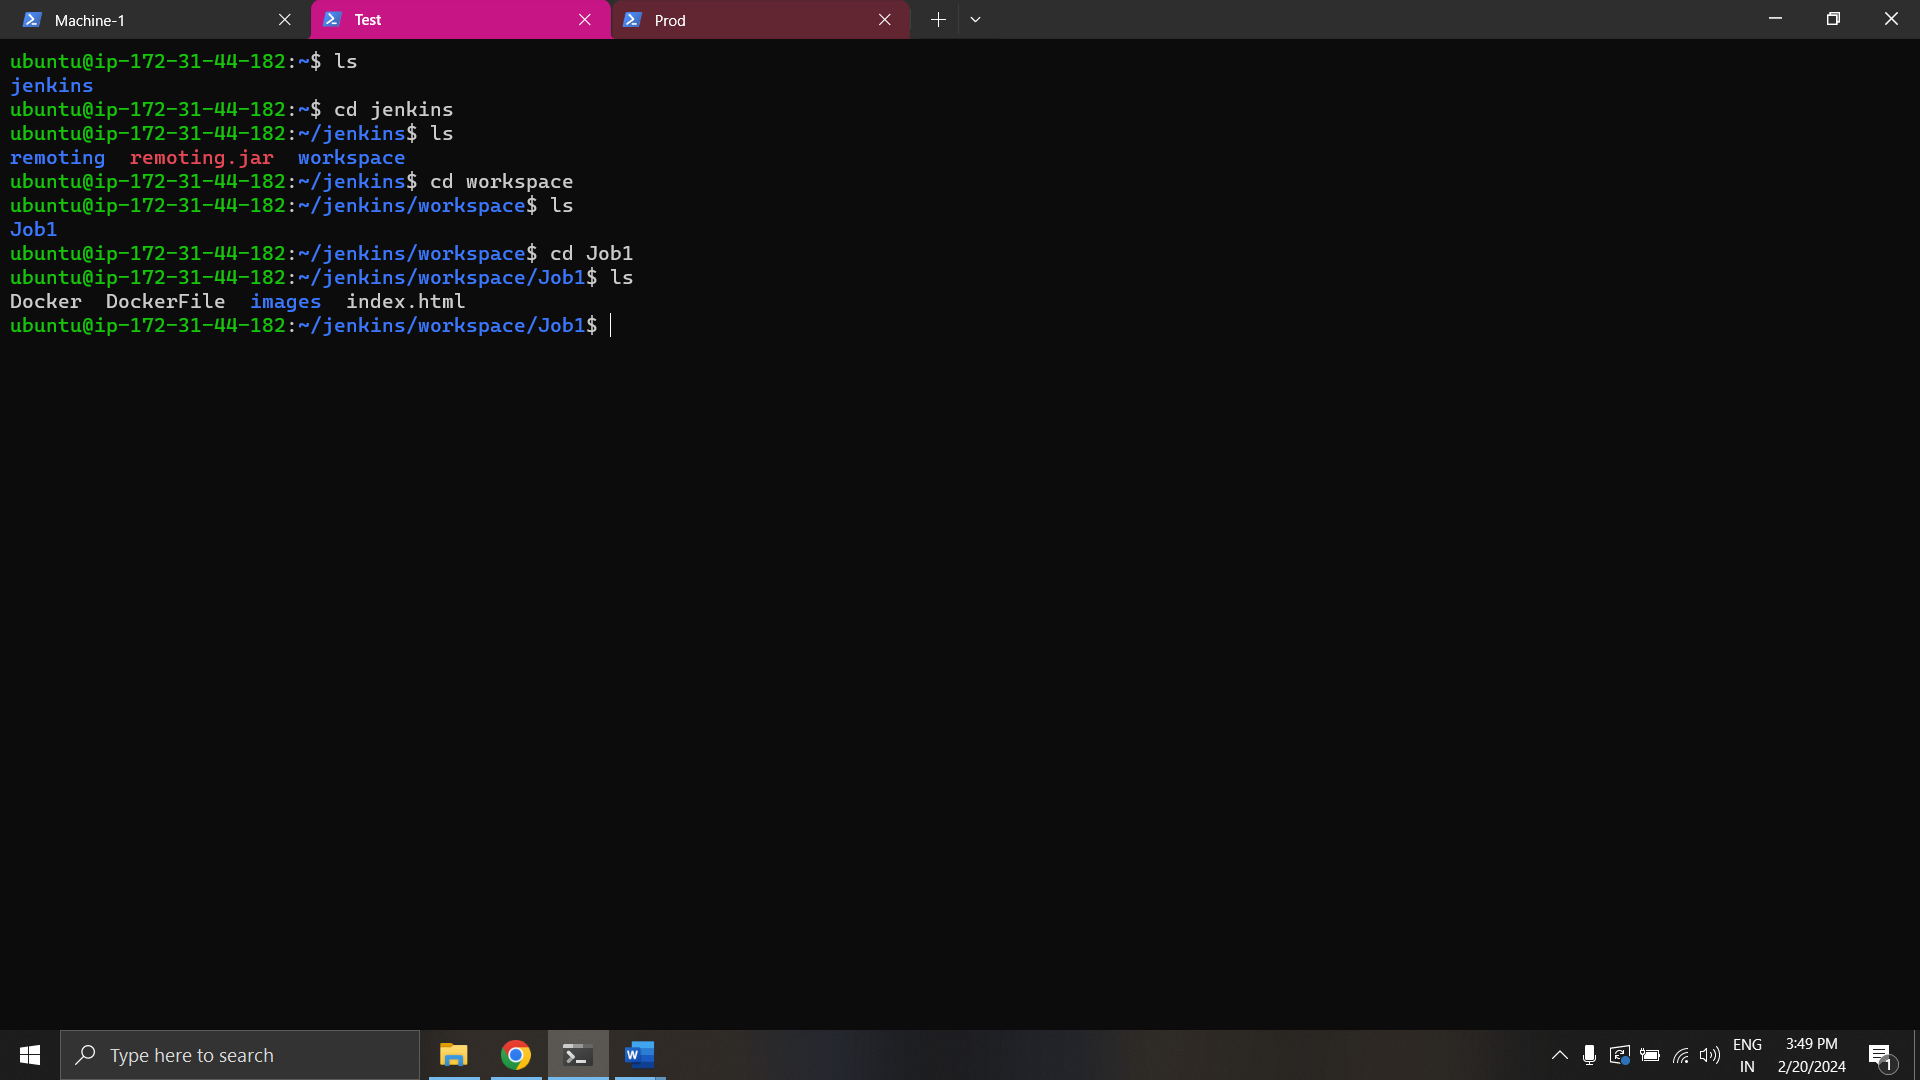 Machine-1
Test
Prod
ubuntu@ip-172-31-44-182:~$ ls
jenkins
ubuntu@ip-172-31-44-182:~$ cd jenkins
ubuntu@ip-172-31-44-182:~/jenkins$ ls
remoting  remoting.jar  workspace
ubuntu@ip-172-31-44-182:~/jenkins$ cd workspace
ubuntu@ip-172-31-44-182:~/jenkins/workspace$ ls
Job1
ubuntu@ip-172-31-44-182:~/jenkins/workspace$ cd Job1
ubuntu@ip-172-31-44-182:~/jenkins/workspace/Job1$ ls
Docker  DockerFile  images  index.html
ubuntu@ip-172-31-44-182:~/jenkins/workspace/Job1$
Type here to search
W
ENG
IN
3:49 PM
2/20/2024
1